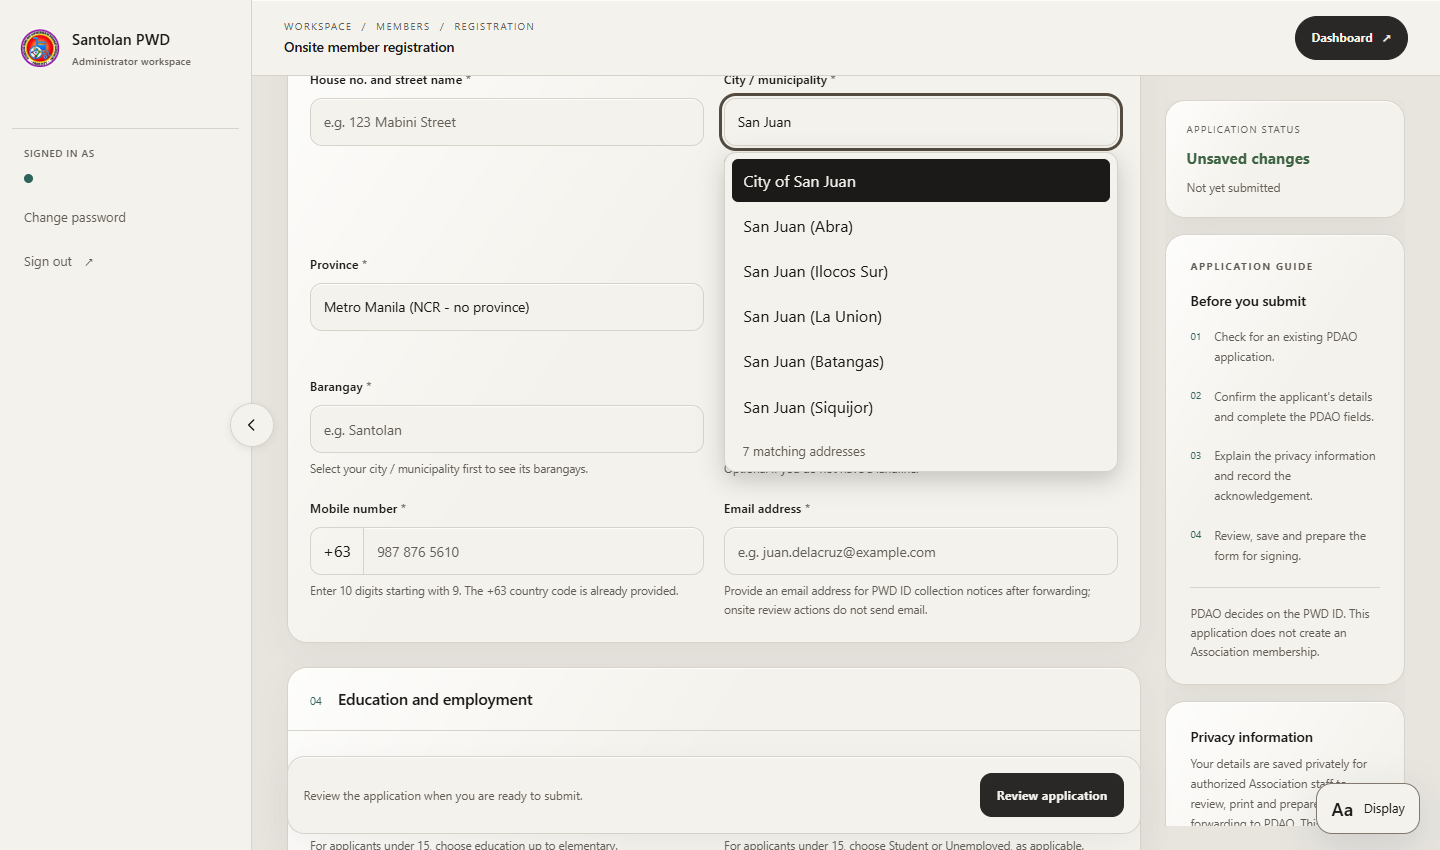 Santolan PWD
Administrator workspace
SIGNED IN AS
Change password
Sign out ↗
WORKSPACE / MEMBERS / REGISTRATION
Onsite member registration
Dashboard ↗
House no. and street name *
e.g. 123 Mabini Street
City / municipality *
San Juan
City of San Juan
San Juan (Abra)
San Juan (Ilocos Sur)
San Juan (La Union)
San Juan (Batangas)
San Juan (Siquijor)
7 matching addresses
Province *
Metro Manila (NCR - no province)
Barangay *
e.g. Santolan
Select your city / municipality first to see its barangays.
Mobile number *
+63 987 876 5610
Enter 10 digits starting with 9. The +63 country code is already provided.
Email address *
e.g. juan.delacruz@example.com
Provide an email address for PWD ID collection notices after forwarding;
onsite review actions do not send email.
04 Education and employment
Review the application when you are ready to submit.
Review application
For applicants under 15, choose education up to elementary.
For applicants under 15, choose Student or Unemployed, as applicable.
APPLICATION STATUS
Unsaved changes
Not yet submitted
APPLICATION GUIDE
Before you submit
01 Check for an existing PDAO
application.
02 Confirm the applicant's details
and complete the PDAO fields.
03 Explain the privacy information
and record the
acknowledgement.
04 Review, save and prepare the
form for signing.
PDAO decides on the PWD ID. This
application does not create an
Association membership.
Privacy information
Your details are saved privately for
authorized Association staff to
review, print and prepare
forwarding to PDAO.
Aa Display